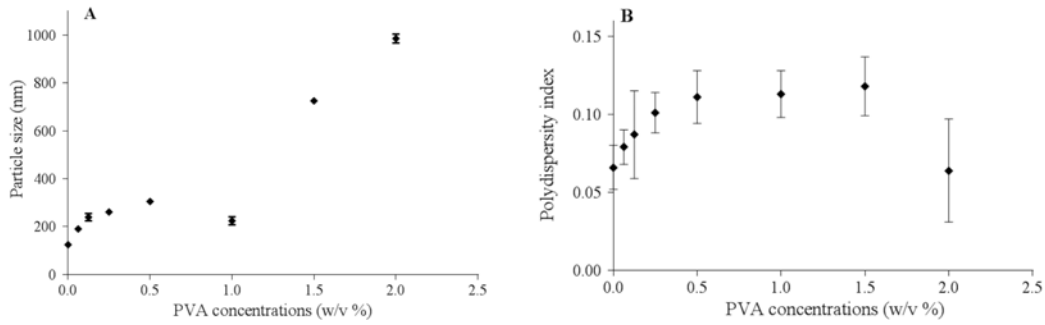 A
1000
800
600
400
200
0
Particle size (nm)
0.0 0.5 1.0 1.5 2.0 2.5
PVA concentrations (w/v %)
B
0.15
0.10
0.05
0.00
Polydispersity index
0.0 0.5 1.0 1.5 2.0 2.5
PVA concentrations (w/v %)